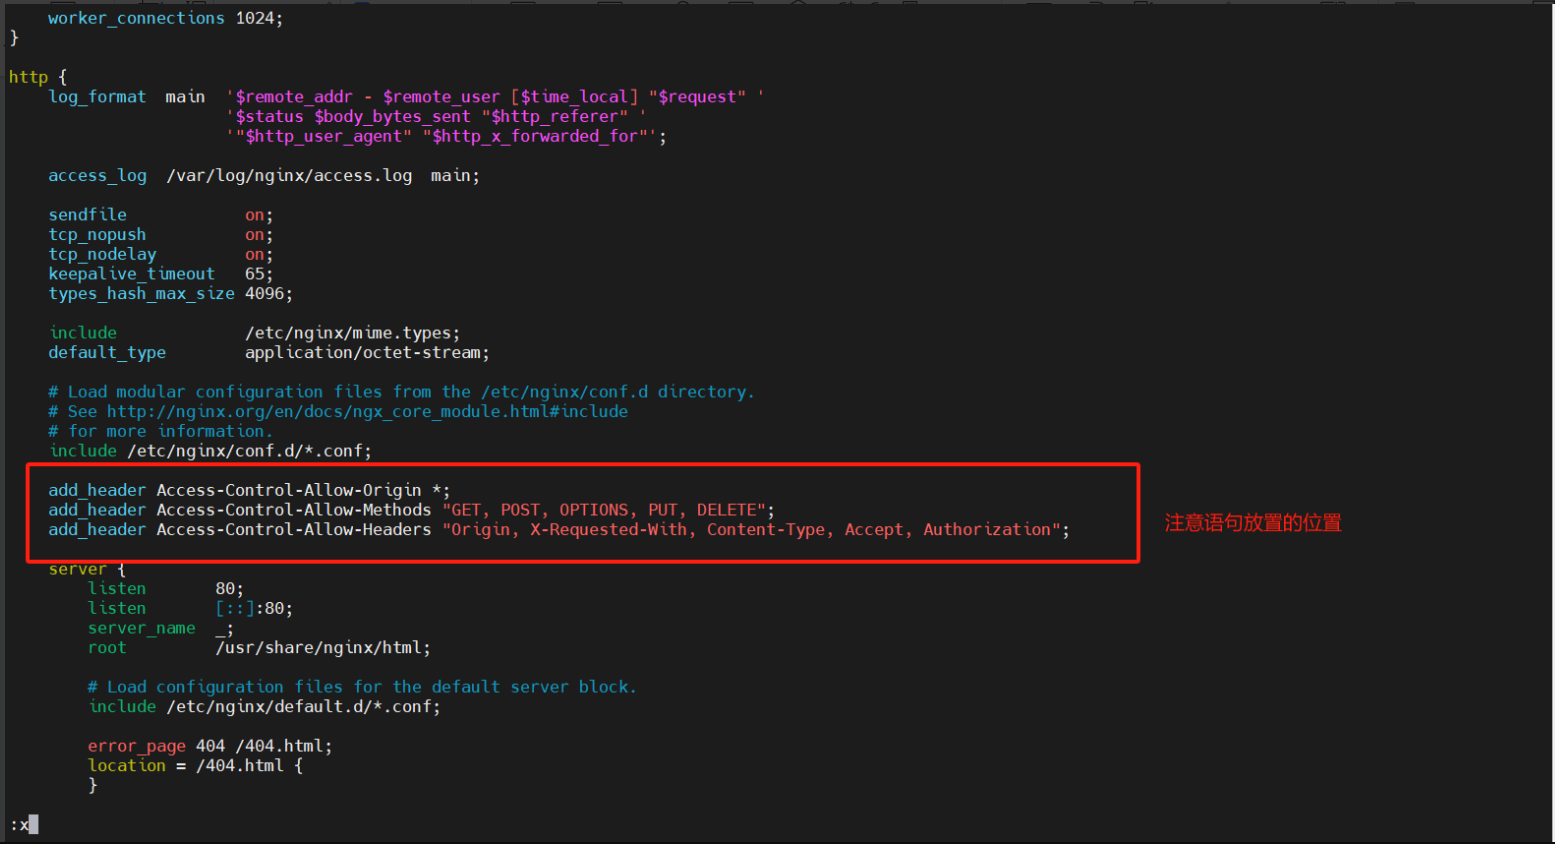 worker_connections 1024;
}
http {
    log_format  main  '$remote_addr - $remote_user [$time_local] "$request" '
                      '$status $body_bytes_sent "$http_referer" '
                      '"$http_user_agent" "$http_x_forwarded_for"';
    access_log  /var/log/nginx/access.log  main;
    sendfile            on;
    tcp_nopush          on;
    tcp_nodelay         on;
    keepalive_timeout   65;
    types_hash_max_size 4096;
    include             /etc/nginx/mime.types;
    default_type        application/octet-stream;
    # Load modular configuration files from the /etc/nginx/conf.d directory.
    # See http://nginx.org/en/docs/ngx_core_module.html#include
    # for more information.
    include /etc/nginx/conf.d/*.conf;
    add_header Access-Control-Allow-Origin *;
    add_header Access-Control-Allow-Methods "GET, POST, OPTIONS, PUT, DELETE";
    add_header Access-Control-Allow-Headers "Origin, X-Requested-With, Content-Type, Accept, Authorization";
注意语句放置的位置
    server {
        listen       80;
        listen       [::]:80;
        server_name  _;
        root         /usr/share/nginx/html;
        # Load configuration files for the default server block.
        include /etc/nginx/default.d/*.conf;
        error_page 404 /404.html;
        location = /404.html {
        }
:x